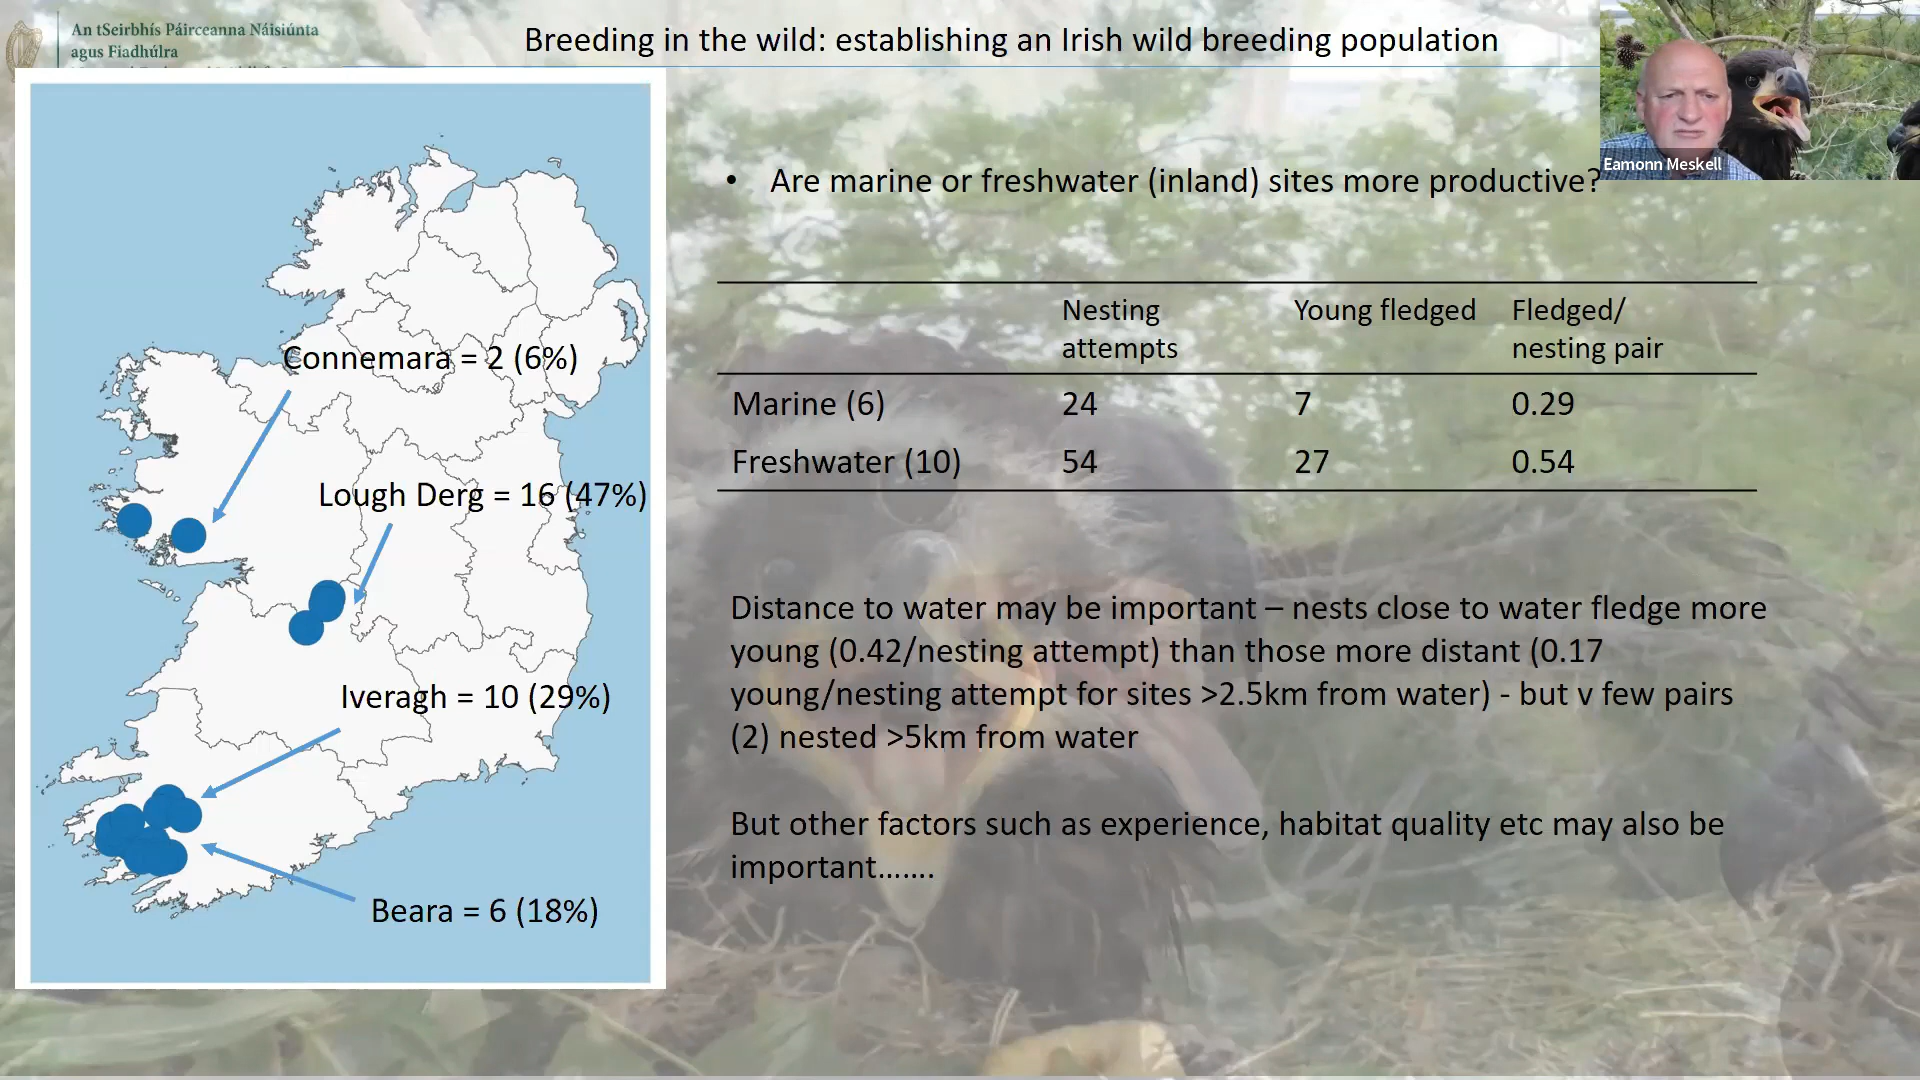 An tSeirbhís Páirceanna Náisiúnta
agus Fiadhúlra
Breeding in the wild: establishing an Irish wild breeding population
Eamonn Meskell
• Are marine or freshwater (inland) sites more productive?
Connemara = 2 (6%)
Lough Derg = 16 (47%)
Iveragh = 10 (29%)
Beara = 6 (18%)
Nesting attempts Young fledged Fledged/ nesting pair
Marine (6) 24 7 0.29
Freshwater (10) 54 27 0.54
Distance to water may be important – nests close to water fledge more
young (0.42/nesting attempt) than those more distant (0.17
young/nesting attempt for sites >2.5km from water) - but v few pairs
(2) nested >5km from water
But other factors such as experience, habitat quality etc may also be
important…….